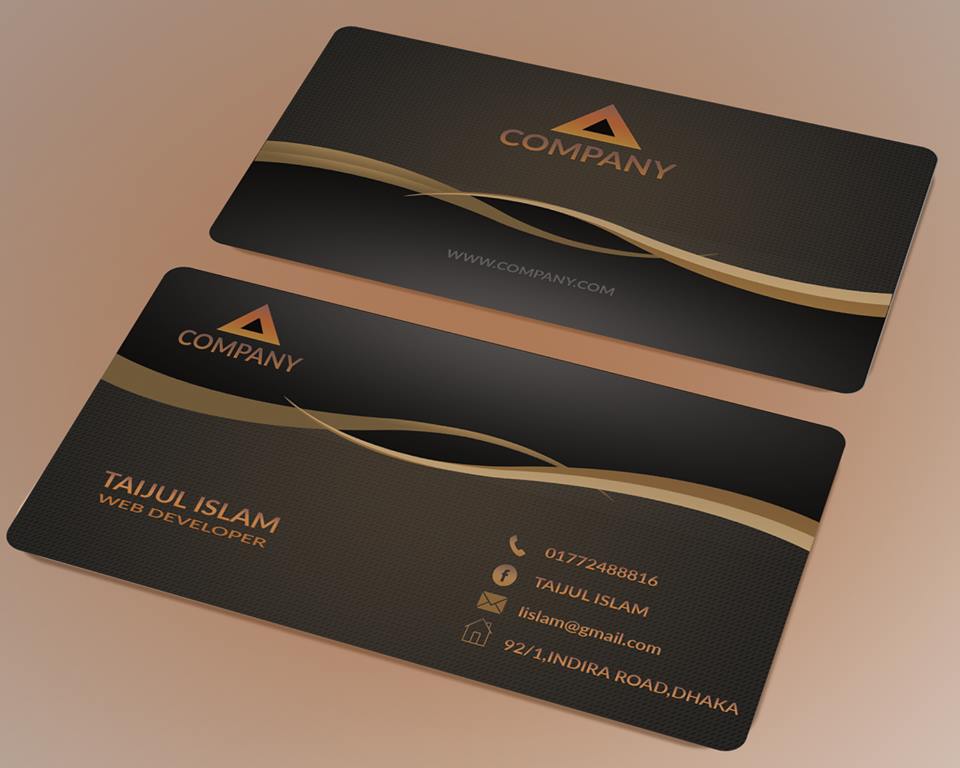 COMPANY
WWW.COMPANY.COM
COMPANY
TAIJUL ISLAM
WEB DEVELOPER
01772488816
TAIJUL ISLAM
lislam@gmail.com
92/1,INDIRA ROAD,DHAKA